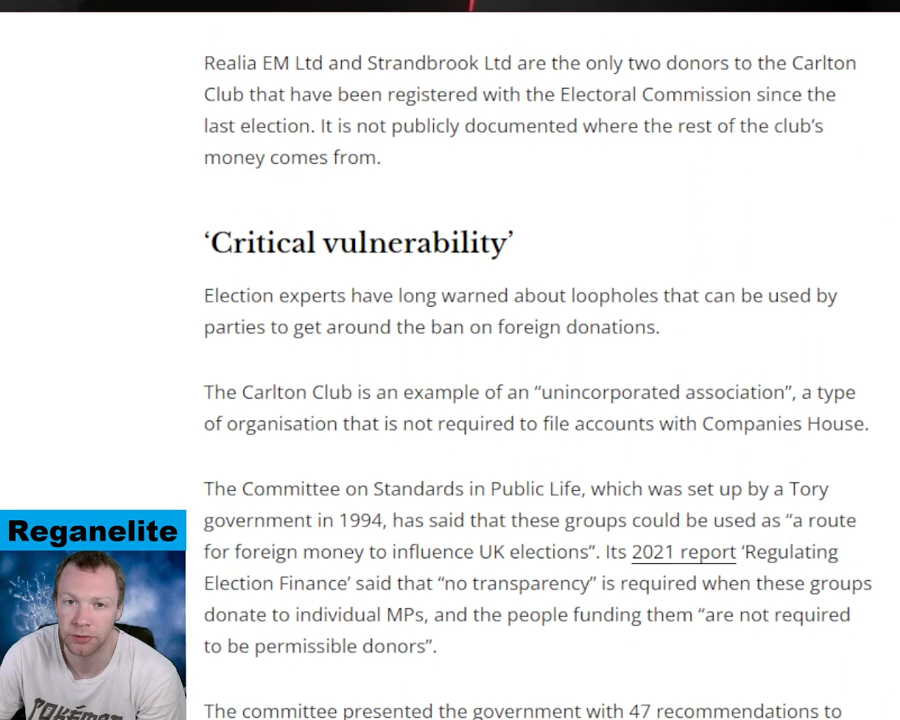 Realia EM Ltd and Strandbrook Ltd are the only two donors to the Carlton
Club that have been registered with the Electoral Commission since the
last election. It is not publicly documented where the rest of the club’s
money comes from.
‘Critical vulnerability’
Election experts have long warned about loopholes that can be used by
parties to get around the ban on foreign donations.
The Carlton Club is an example of an “unincorporated association”, a type
of organisation that is not required to file accounts with Companies House.
The Committee on Standards in Public Life, which was set up by a Tory
government in 1994, has said that these groups could be used as “a route
for foreign money to influence UK elections”. Its 2021 report ‘Regulating
Election Finance’ said that “no transparency” is required when these groups
donate to individual MPs, and the people funding them “are not required
to be permissible donors”.
The committee presented the government with 47 recommendations to
Reganelite
POKÉMON